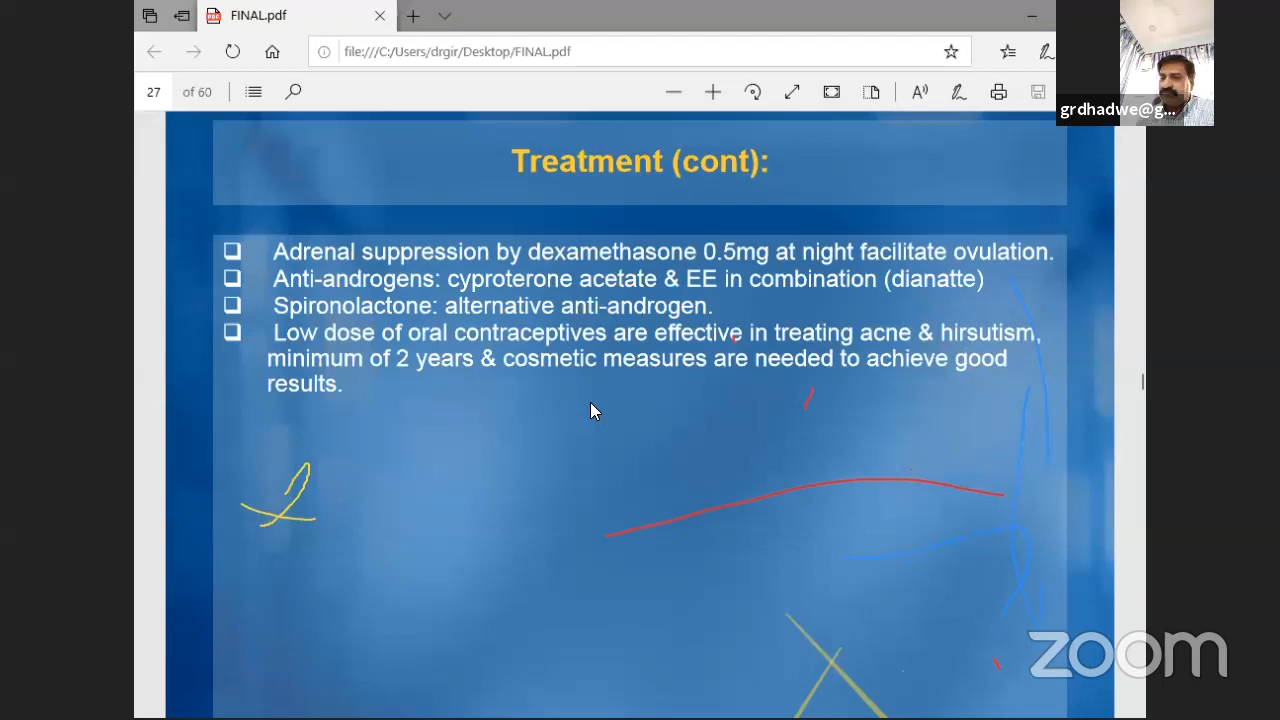 FINAL.pdf
file:///C:/Users/drgir/Desktop/FINAL.pdf
27 of 60
grdhadwe@g...
Treatment (cont):
Adrenal suppression by dexamethasone 0.5mg at night facilitate ovulation.
Anti-androgens: cyproterone acetate & EE in combination (dianatte)
Spironolactone: alternative anti-androgen.
Low dose of oral contraceptives are effective in treating acne & hirsutism,
minimum of 2 years & cosmetic measures are needed to achieve good
results.
zoom